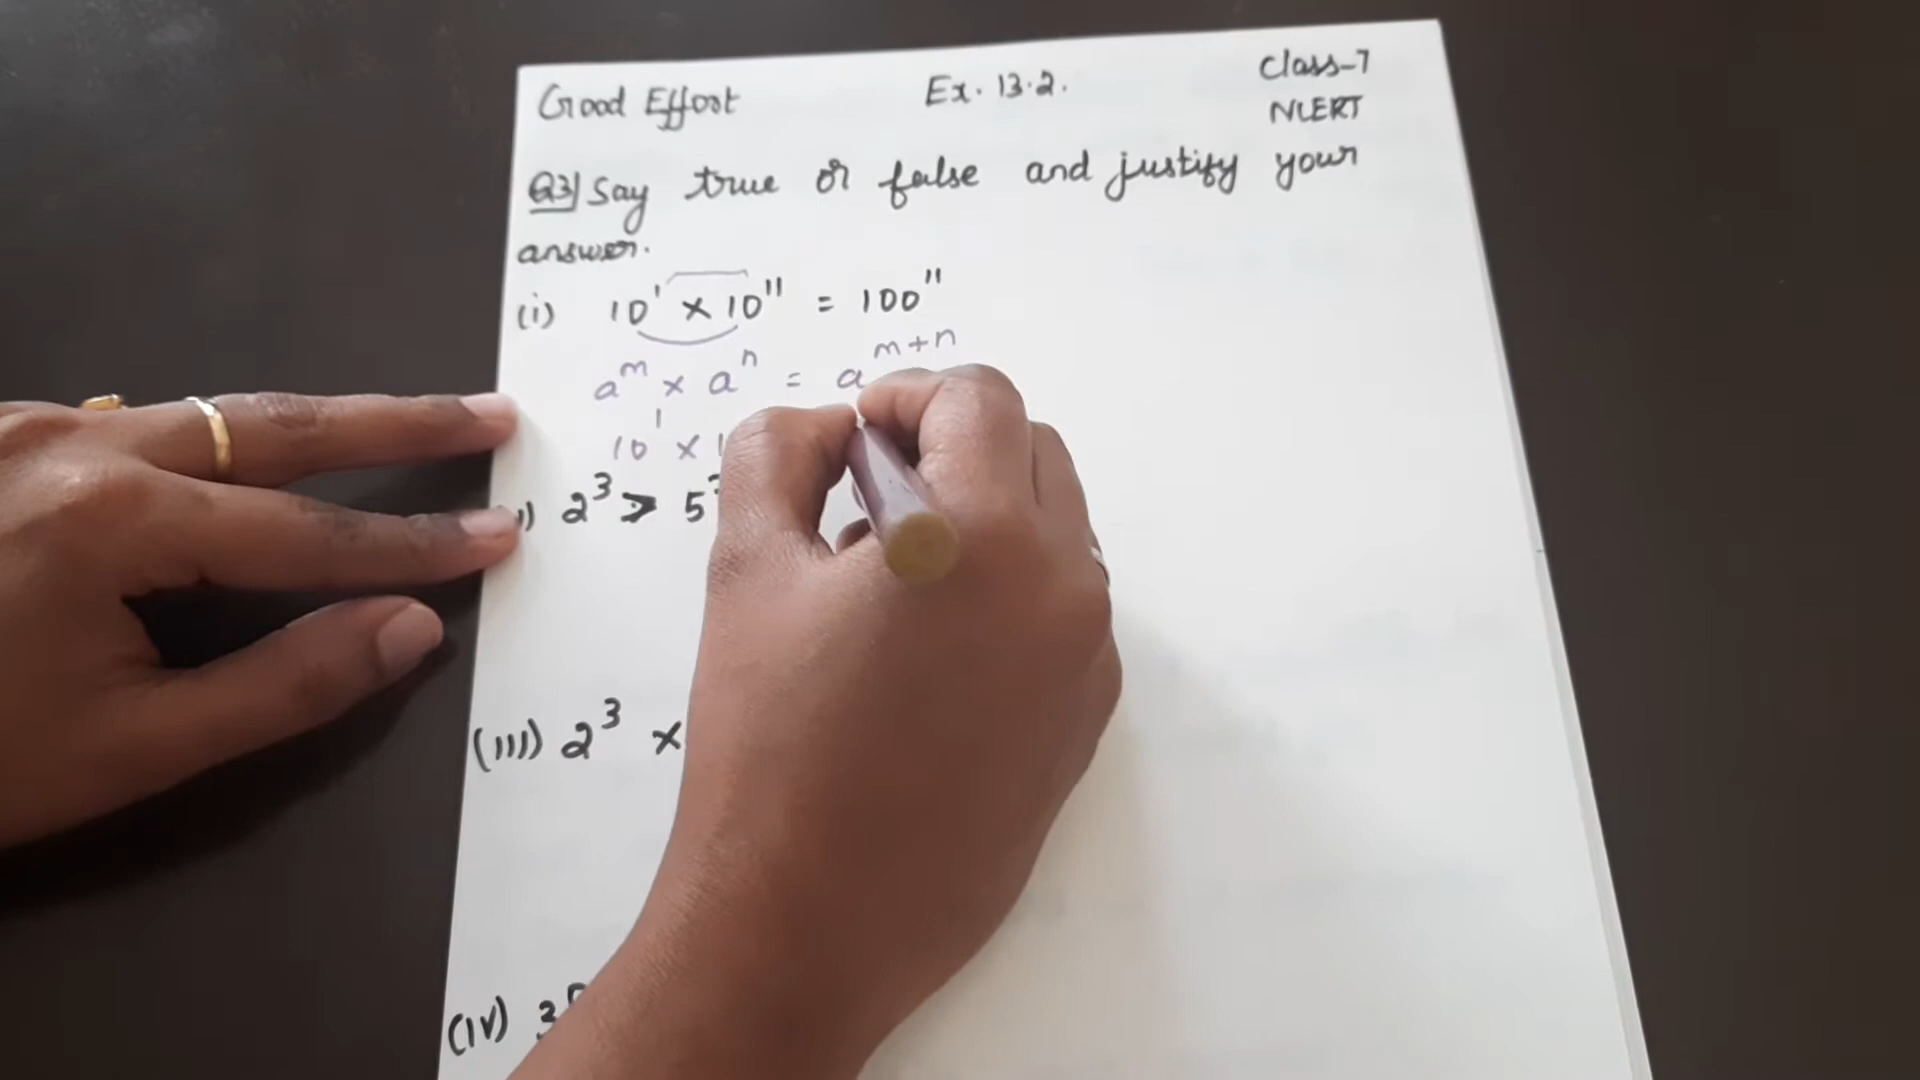 Good Effort Ex. 13.2. Class-7
NCERT
Q3) Say true or false and justify your
answer.
(i) 10¹ × 10¹¹ = 100¹¹
aᵐ × aⁿ = aᵐ⁺ⁿ
10¹ ×
2³ > 5
(iii) 2³ ×
(iv) 3